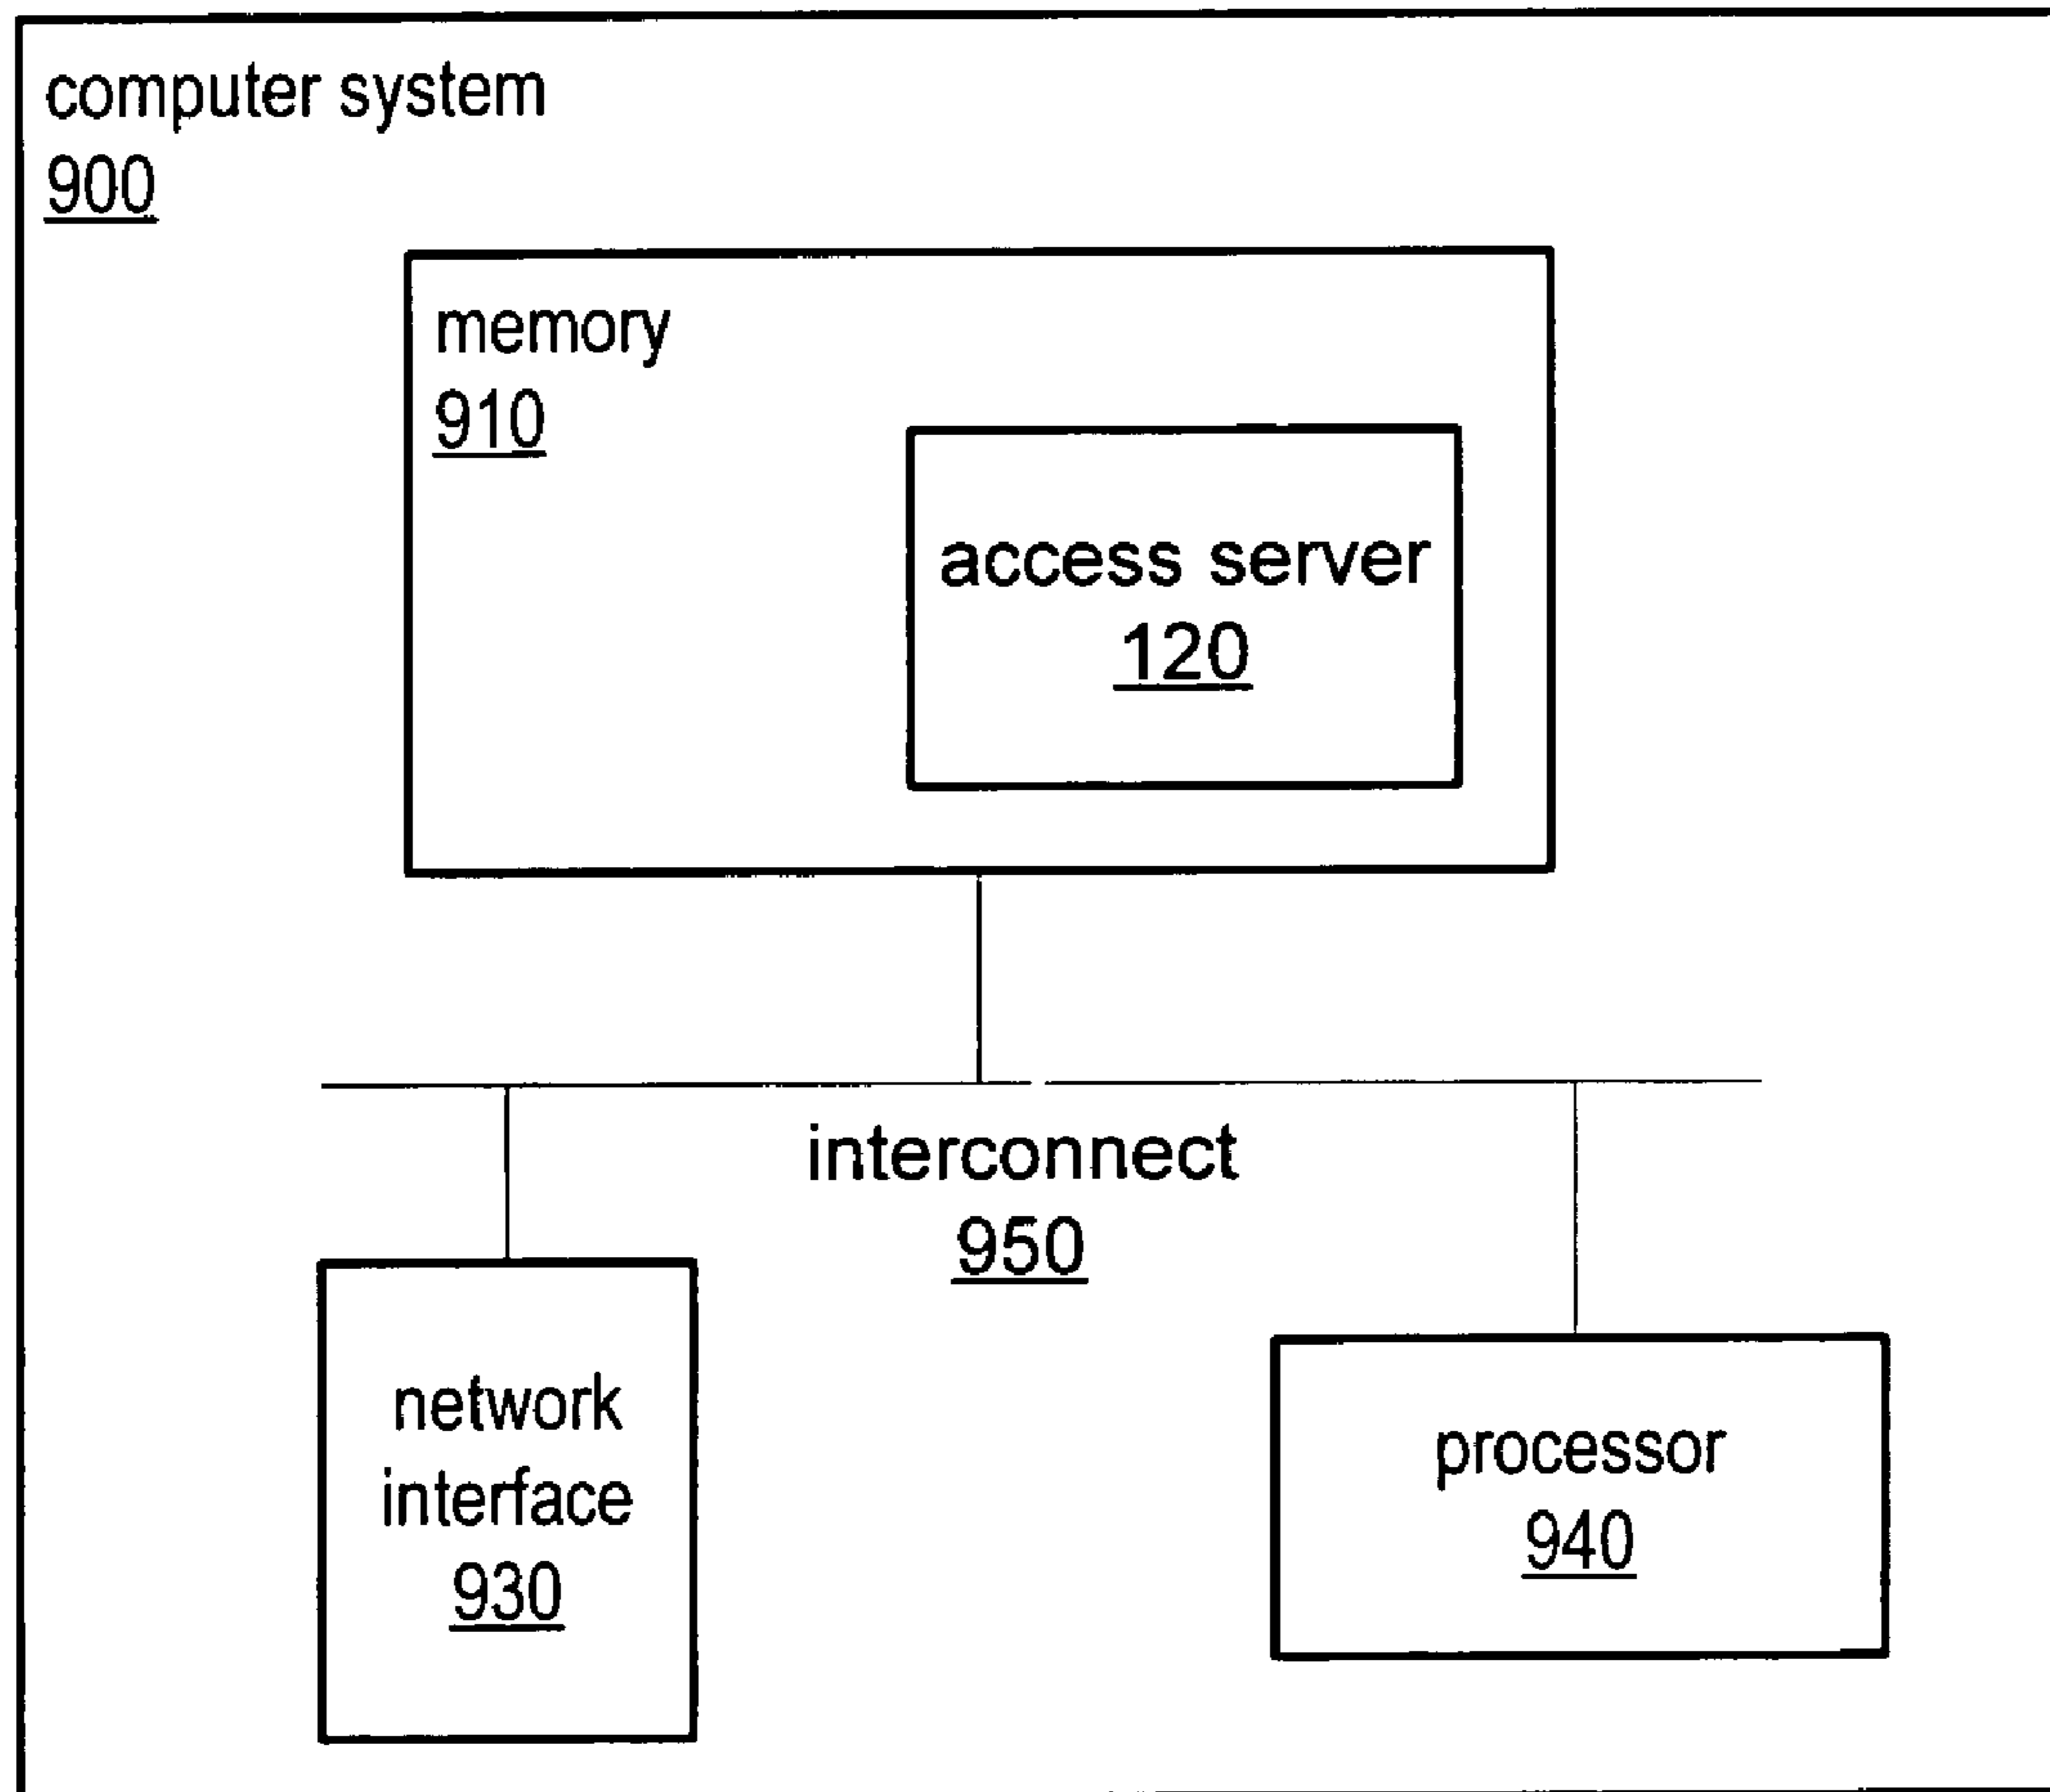 computer system
900
memory
910
access server
120
interconnect
950
network
interface
930
processor
940